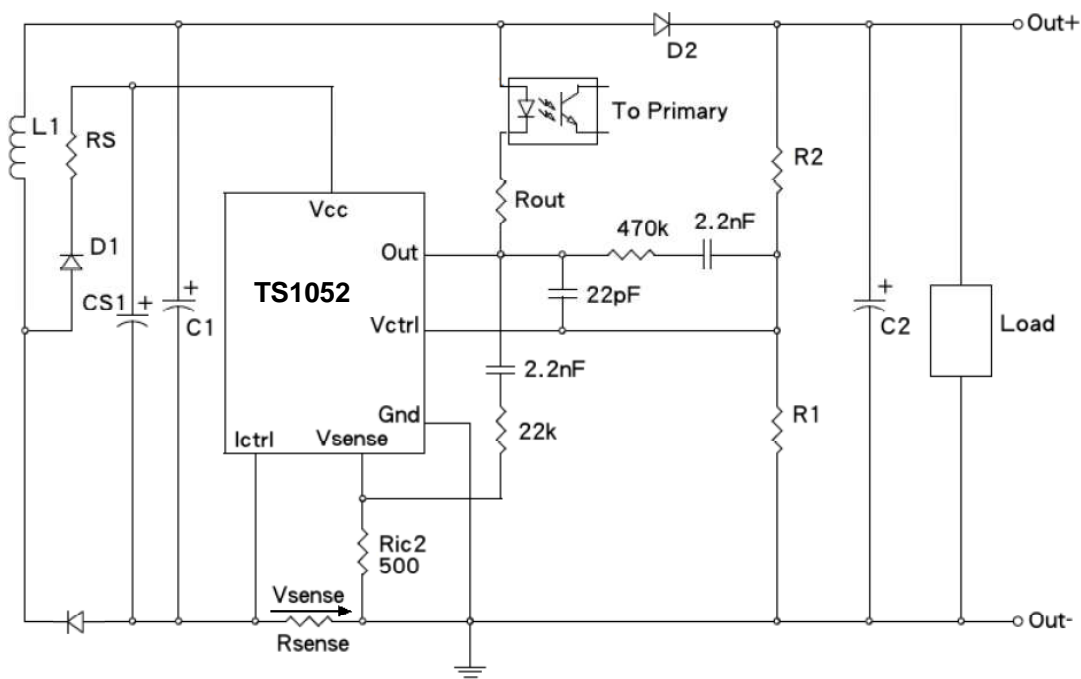 Out+
D2
To Primary
L1
RS
R2
Vcc
Rout
470k
2.2nF
D1
Out
TS1052
CS1 +
+
C1
22pF
+
C2
Load
Vctrl
2.2nF
Gnd
R1
Ictrl
Vsense
22k
Ric2
500
Vsense
Rsense
Out-